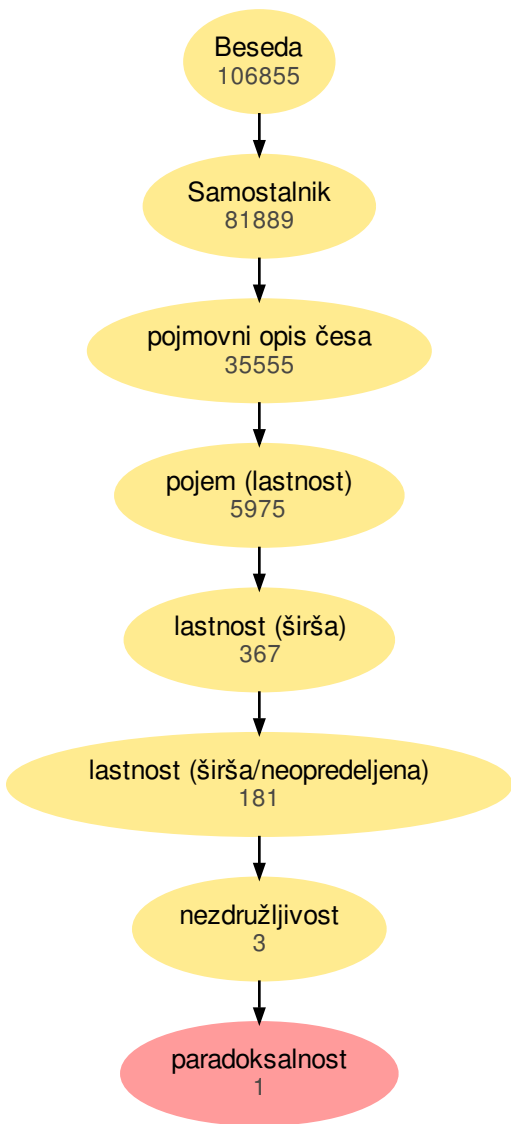 Beseda
106855
Samostalnik
81889
pojmovni opis česa
35555
pojem (lastnost)
5975
lastnost (širša)
367
lastnost (širša/neopredeljena)
181
nezdružljivost
3
paradoksalnost
1